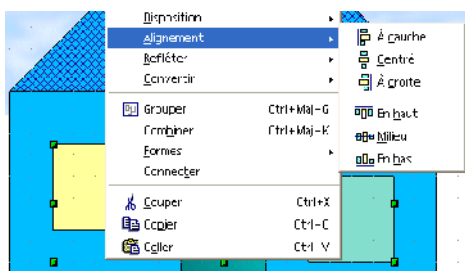 Disposition
Alignement
Refléter
Convertir
Grouper Ctrl+Maj-G
Combiner Ctrl+Maj-K
Formes
Connecter
Couper Ctrl+X
Copier Ctrl-C
Coller Ctrl V
À gauche
Centré
À droite
En haut
Milieu
En bas